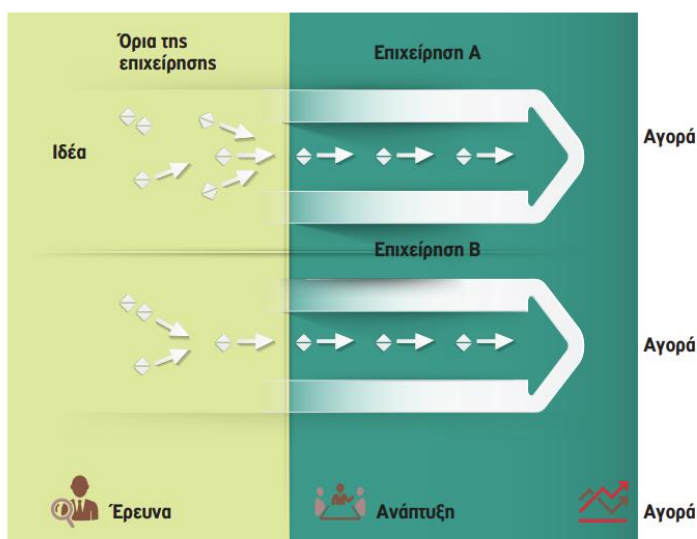 Όρια της
επιχείρησης
Επιχείρηση Α
Ιδέα
Αγορά
Επιχείρηση Β
Αγορά
Έρευνα
Ανάπτυξη
Αγορά